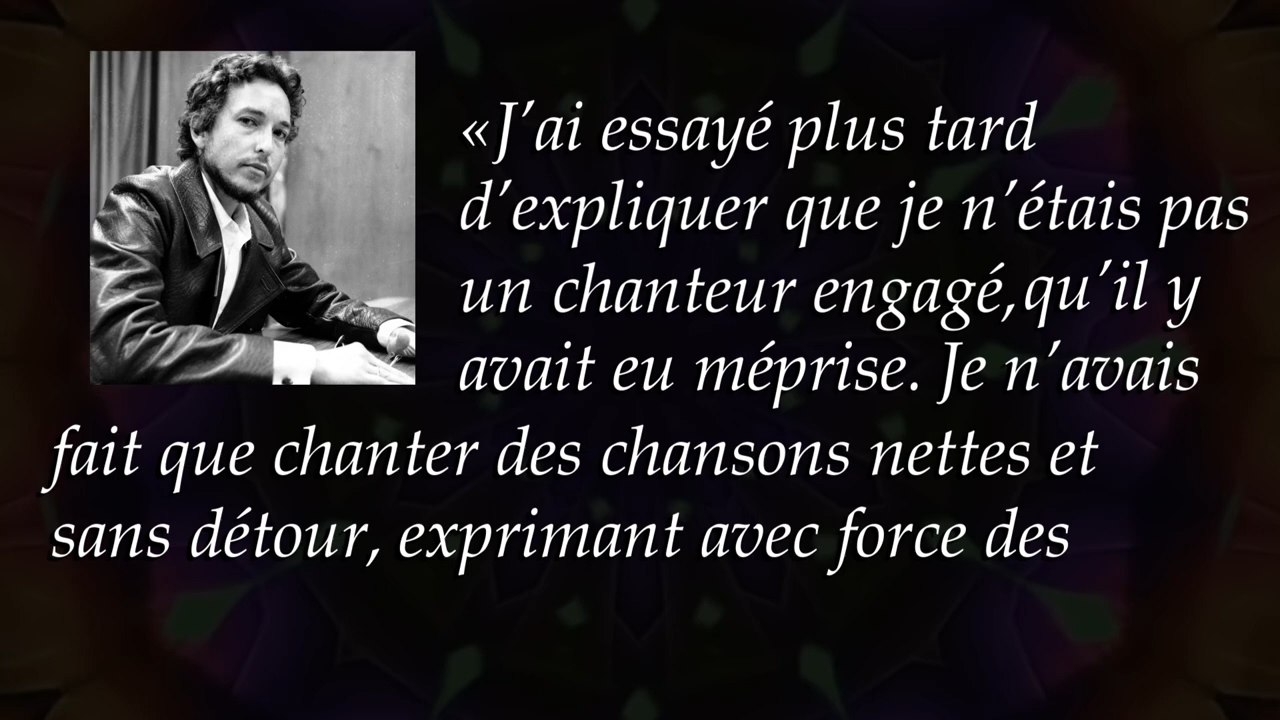 «J’ai essayé plus tard
d’expliquer que je n’étais pas
un chanteur engagé,qu’il y
avait eu méprise. Je n’avais
fait que chanter des chansons nettes et
sans détour, exprimant avec force des